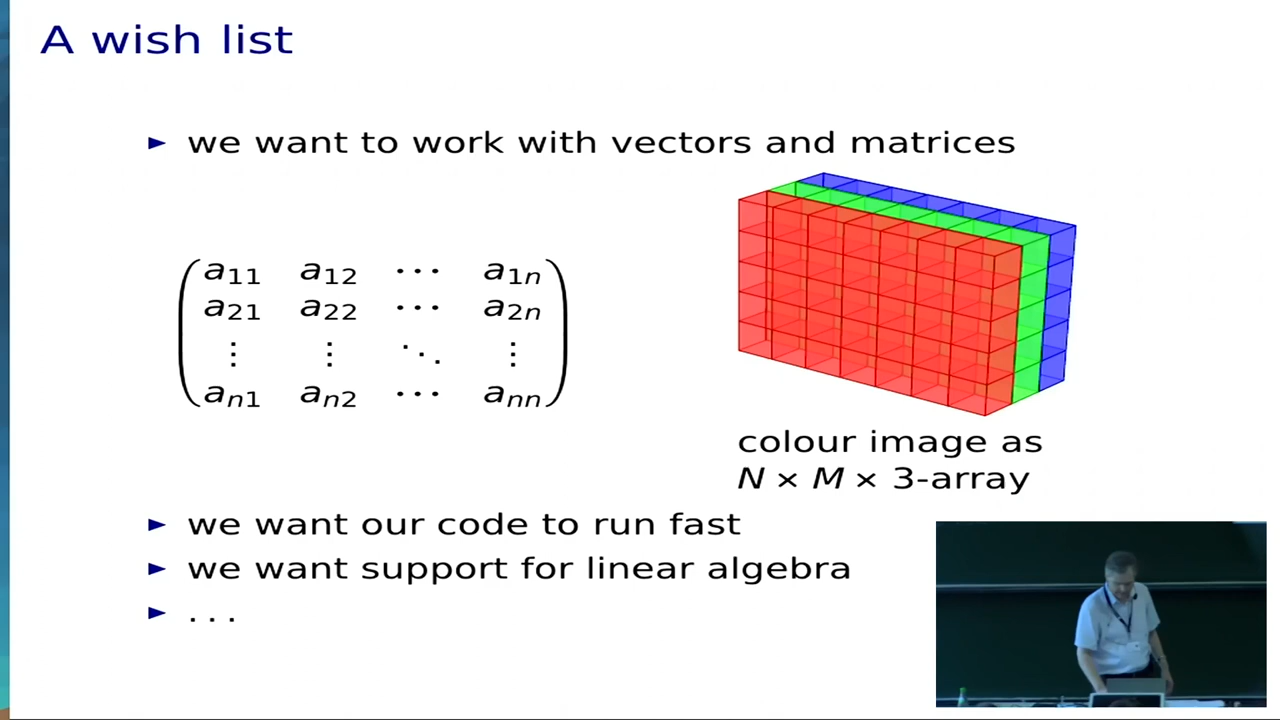 A wish list
► we want to work with vectors and matrices
a11 a12 ⋯ a1n
a21 a22 ⋯ a2n
⋮ ⋮ ⋱ ⋮
an1 an2 ⋯ ann
colour image as
N × M × 3-array
► we want our code to run fast
► we want support for linear algebra
► ...